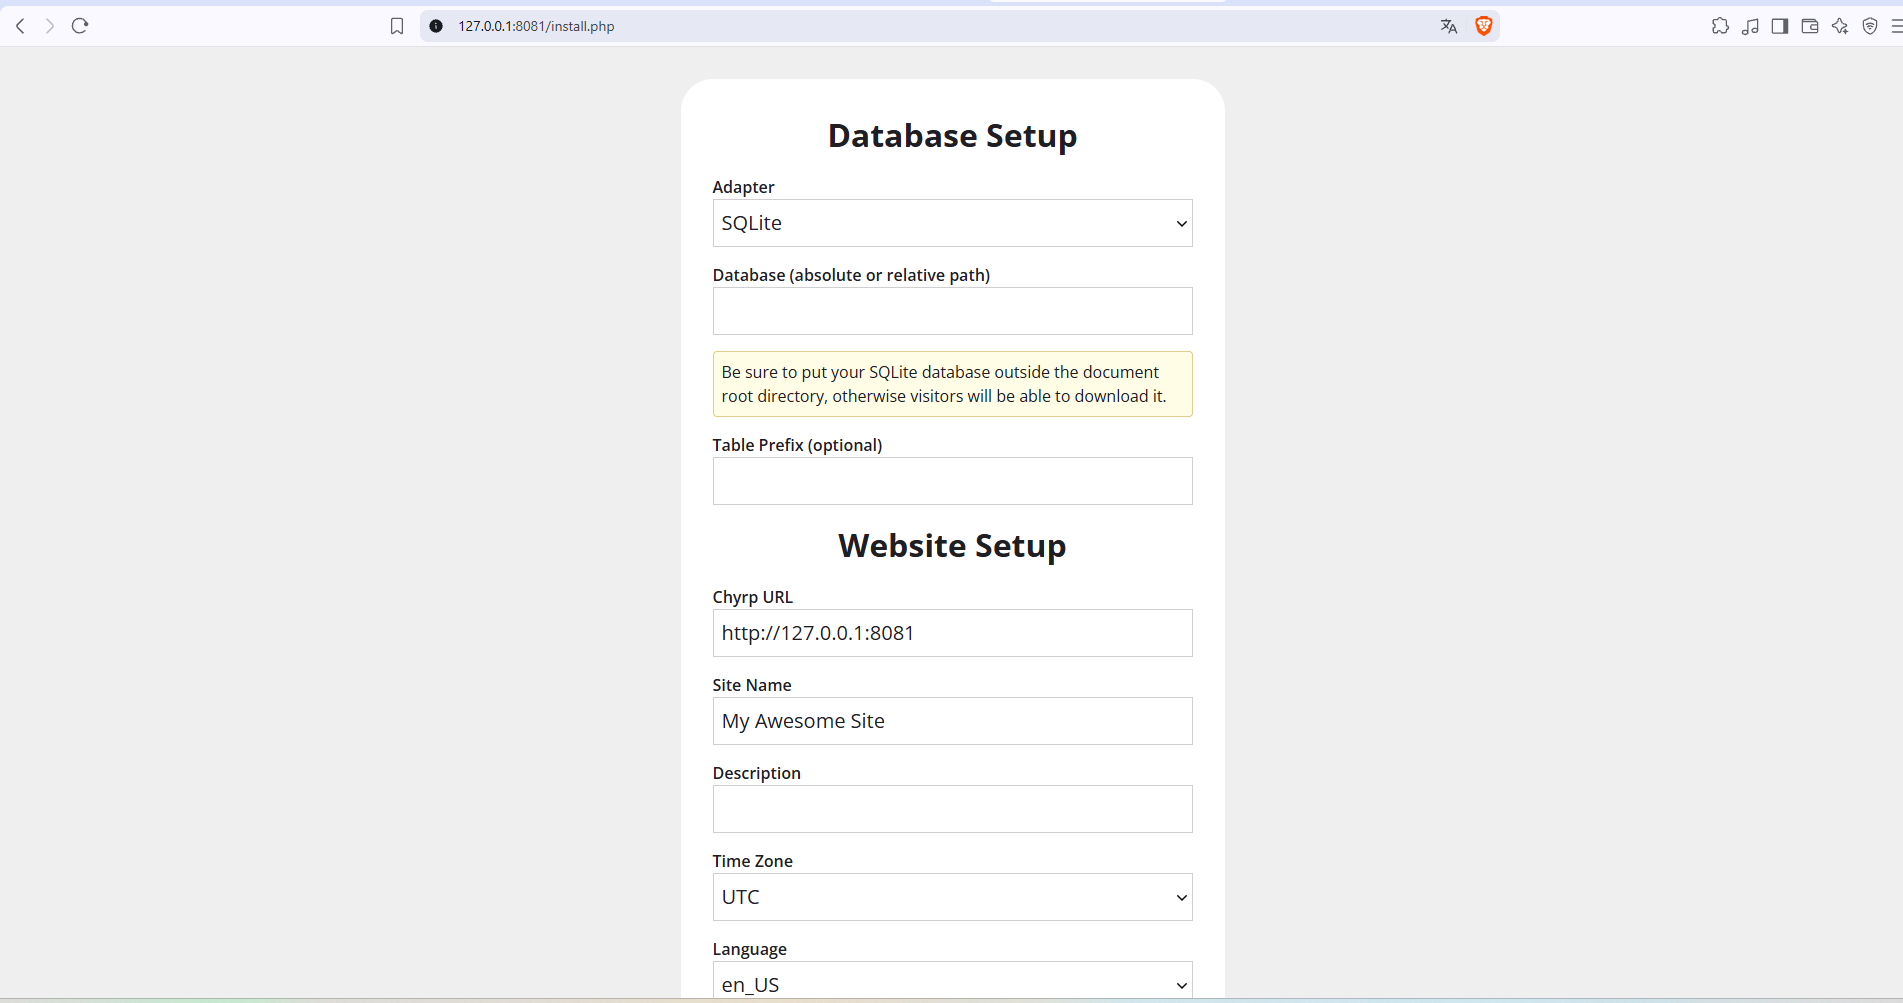 127.0.0.1:8081/install.php
Database Setup
Adapter
SQLite
Database (absolute or relative path)
Be sure to put your SQLite database outside the document
root directory, otherwise visitors will be able to download it.
Table Prefix (optional)
Website Setup
Chyrp URL
http://127.0.0.1:8081
Site Name
My Awesome Site
Description
Time Zone
UTC
Language
en_US